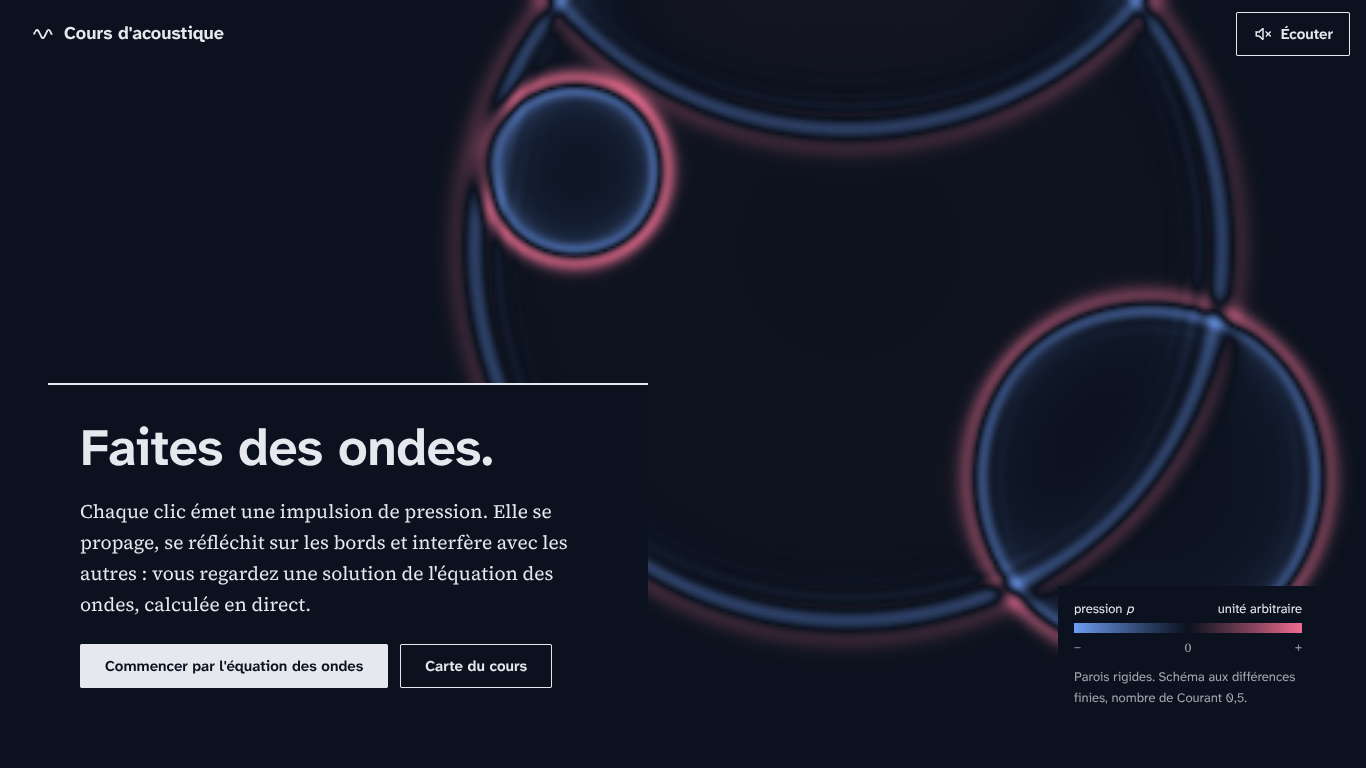 Cours d'acoustique
Écouter
Faites des ondes.
Chaque clic émet une impulsion de pression. Elle se
propage, se réfléchit sur les bords et interfère avec les
autres : vous regardez une solution de l'équation des
ondes, calculée en direct.
Commencer par l'équation des ondes
Carte du cours
pression p unité arbitraire
− 0 +
Parois rigides. Schéma aux différences
finies, nombre de Courant 0,5.